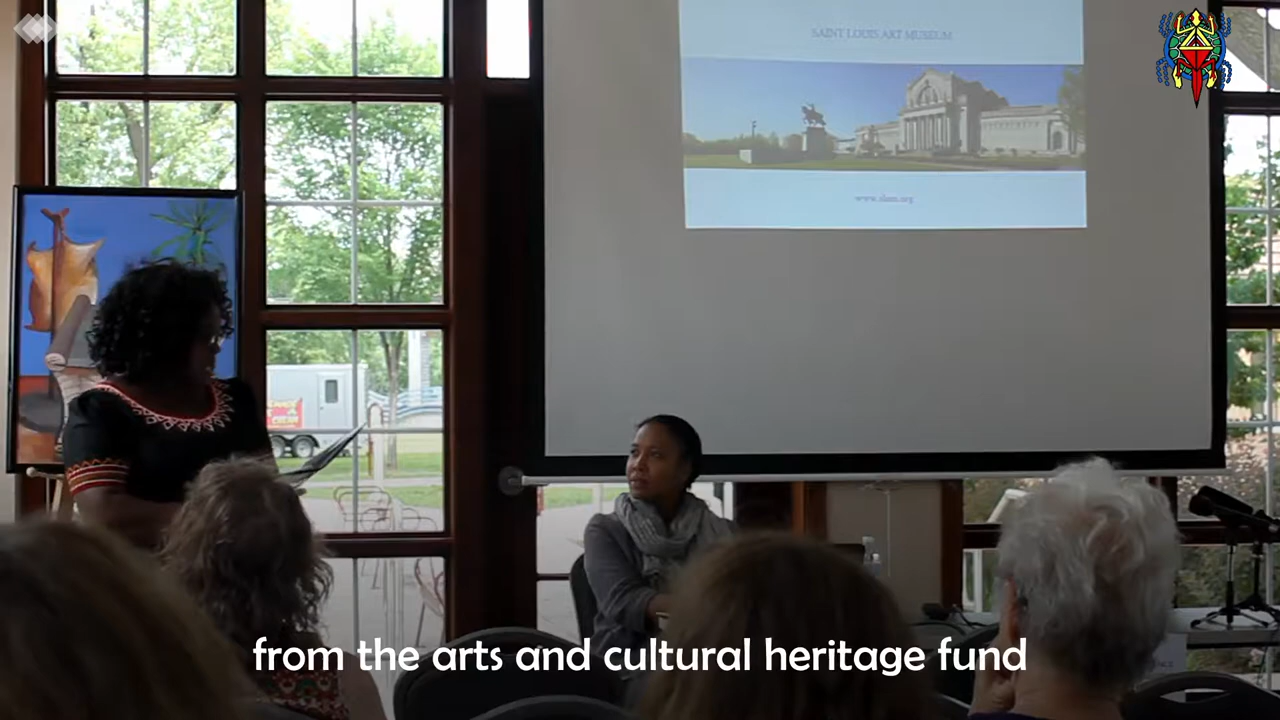 SAINT LOUIS ART MUSEUM
www.slam.org
from the arts and cultural heritage fund